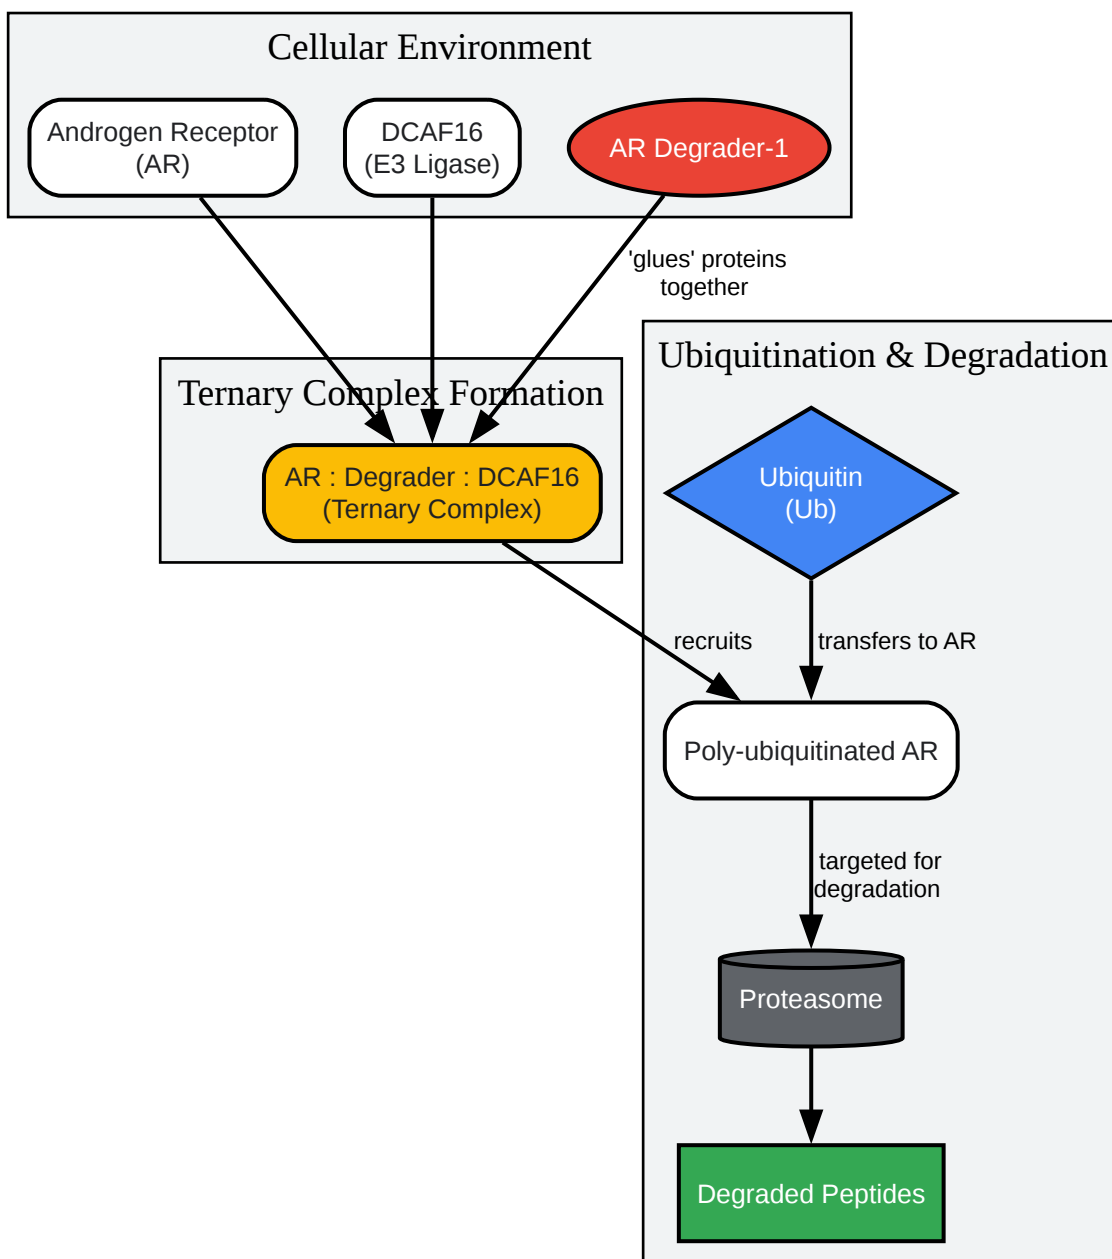 Cellular Environment
Androgen Receptor
(AR)
DCAF16
(E3 Ligase)
AR Degrader-1
'glues' proteins
together
Ternary Complex Formation
AR : Degrader : DCAF16
(Ternary Complex)
Ubiquitination & Degradation
Ubiquitin
(Ub)
recruits
transfers to AR
Poly-ubiquitinated AR
targeted for
degradation
Proteasome
Degraded Peptides